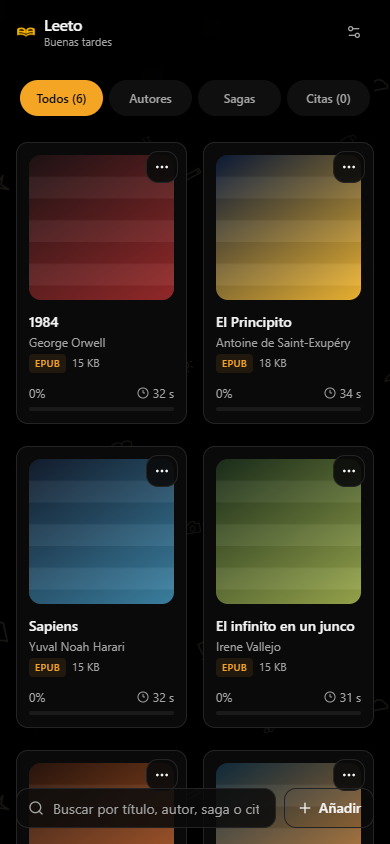 Leeto
Buenas tardes
Todos (6)
Autores
Sagas
Citas (0)
1984
George Orwell
EPUB 15 KB
0% 32 s
El Principito
Antoine de Saint-Exupéry
EPUB 18 KB
0% 34 s
Sapiens
Yuval Noah Harari
EPUB 15 KB
0% 32 s
El infinito en un junco
Irene Vallejo
EPUB 15 KB
0% 31 s
Buscar por título, autor, saga o cit
+ Añadir